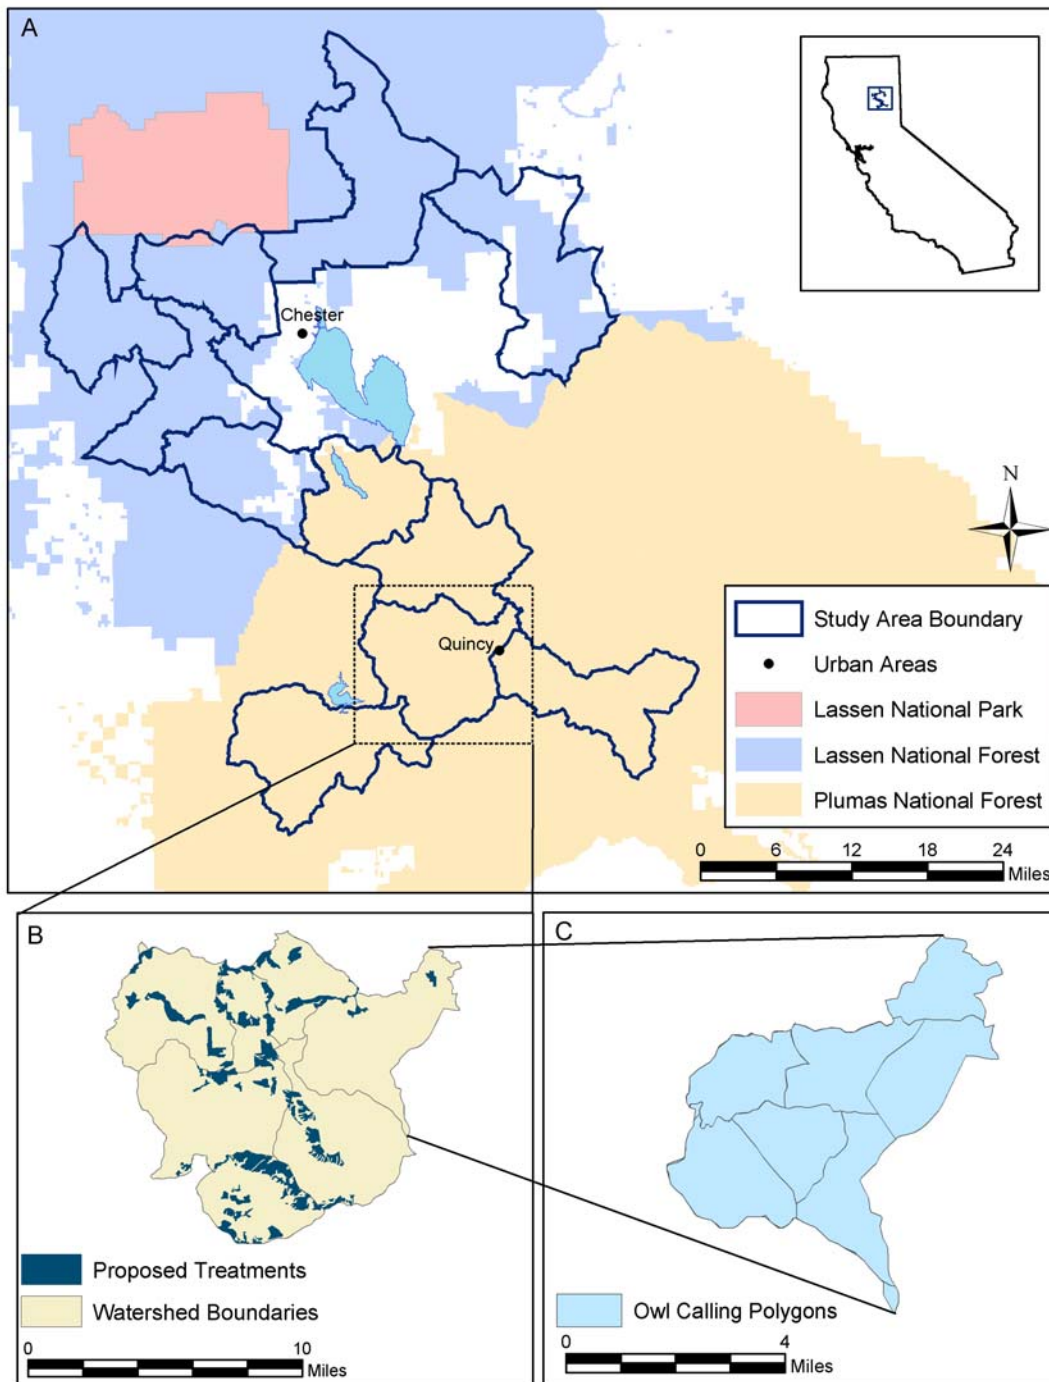 A
Chester
N
Quincy
Study Area Boundary
Urban Areas
Lassen National Park
Lassen National Forest
Plumas National Forest
0 6 12 18 24
Miles
B
Proposed Treatments
Watershed Boundaries
0 10
Miles
C
Owl Calling Polygons
0 4
Miles